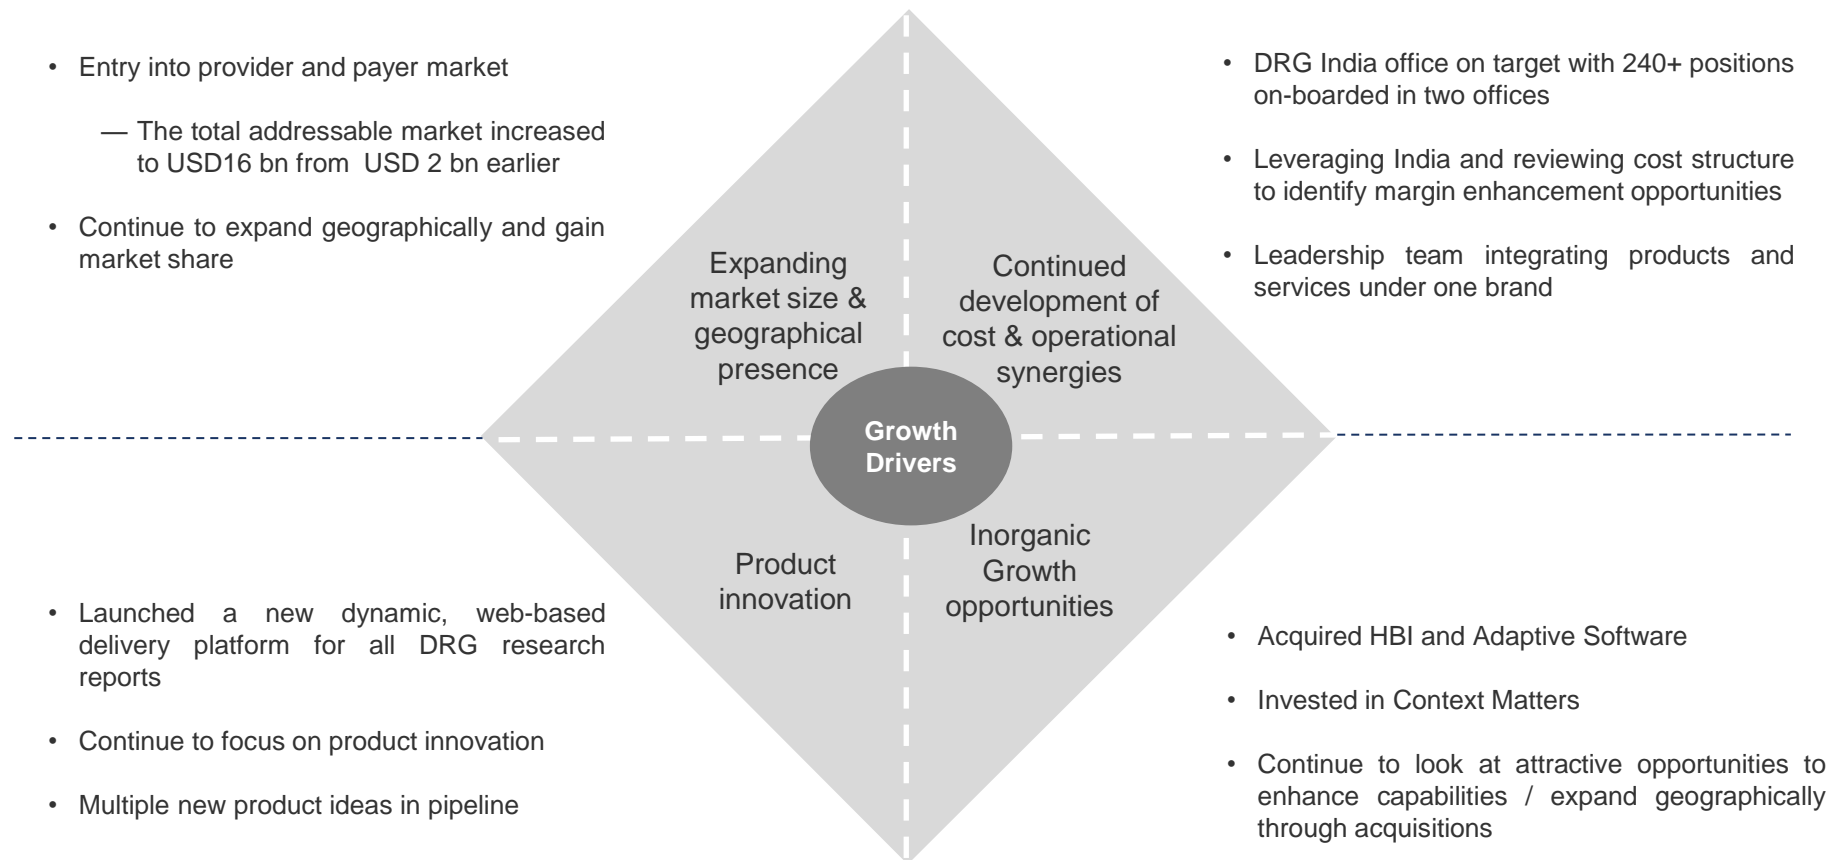 • Entry into provider and payer market
— The total addressable market increased
to USD16 bn from USD 2 bn earlier
• Continue to expand geographically and gain
market share
• DRG India office on target with 240+ positions
on-boarded in two offices
• Leveraging India and reviewing cost structure
to identify margin enhancement opportunities
• Leadership team integrating products and
services under one brand
Expanding
market size &
geographical
presence
Continued
development of
cost & operational
synergies
Growth
Drivers
Product
innovation
Inorganic
Growth
opportunities
• Launched a new dynamic, web-based
delivery platform for all DRG research
reports
• Continue to focus on product innovation
• Multiple new product ideas in pipeline
• Acquired HBI and Adaptive Software
• Invested in Context Matters
• Continue to look at attractive opportunities to
enhance capabilities / expand geographically
through acquisitions